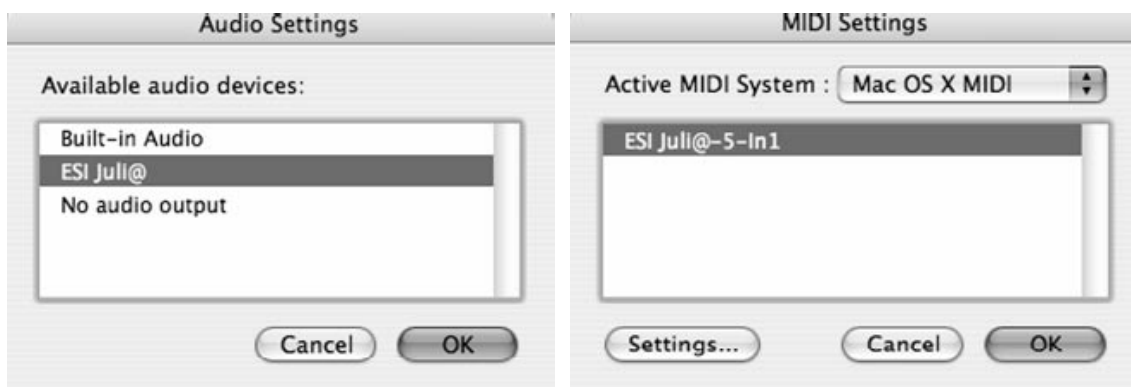 Audio Settings
Available audio devices:
Built-in Audio
ESI Juli@
No audio output
Cancel
OK
MIDI Settings
Active MIDI System : Mac OS X MIDI
ESI Juli@-5-In1
Settings...
Cancel
OK